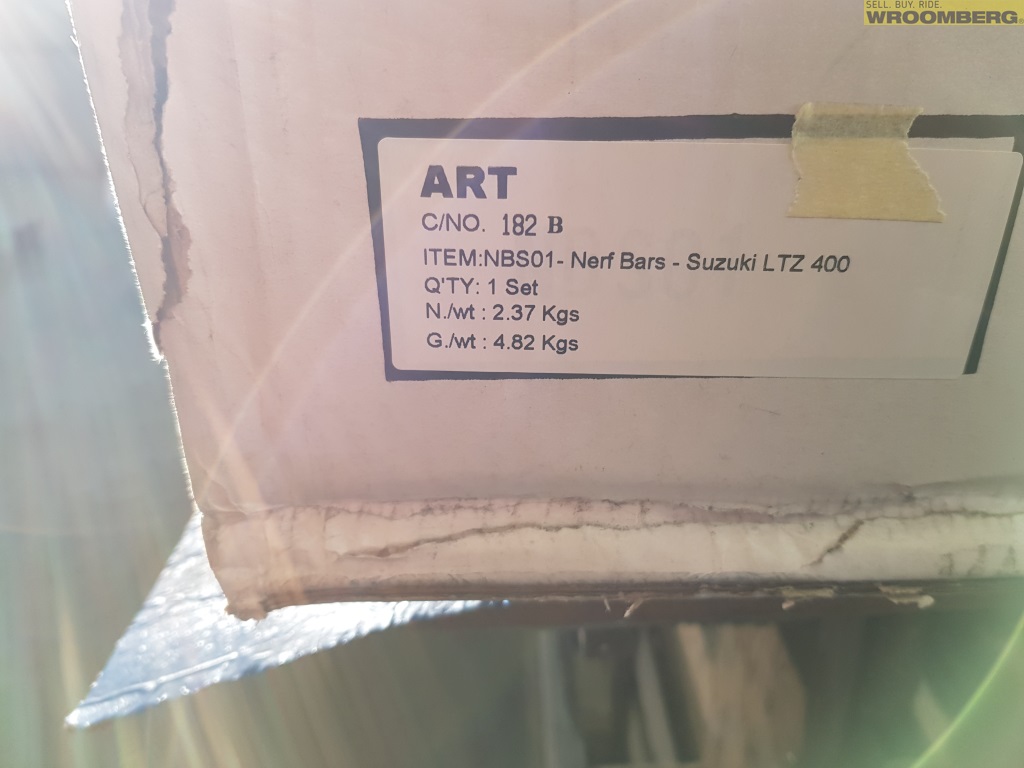 SELL. BUY. RIDE.
WROOMBERG
ART
C/NO. 182 B
ITEM:NBS01- Nerf Bars - Suzuki LTZ 400
Q'TY: 1 Set
N./wt : 2.37 Kgs
G./wt : 4.82 Kgs